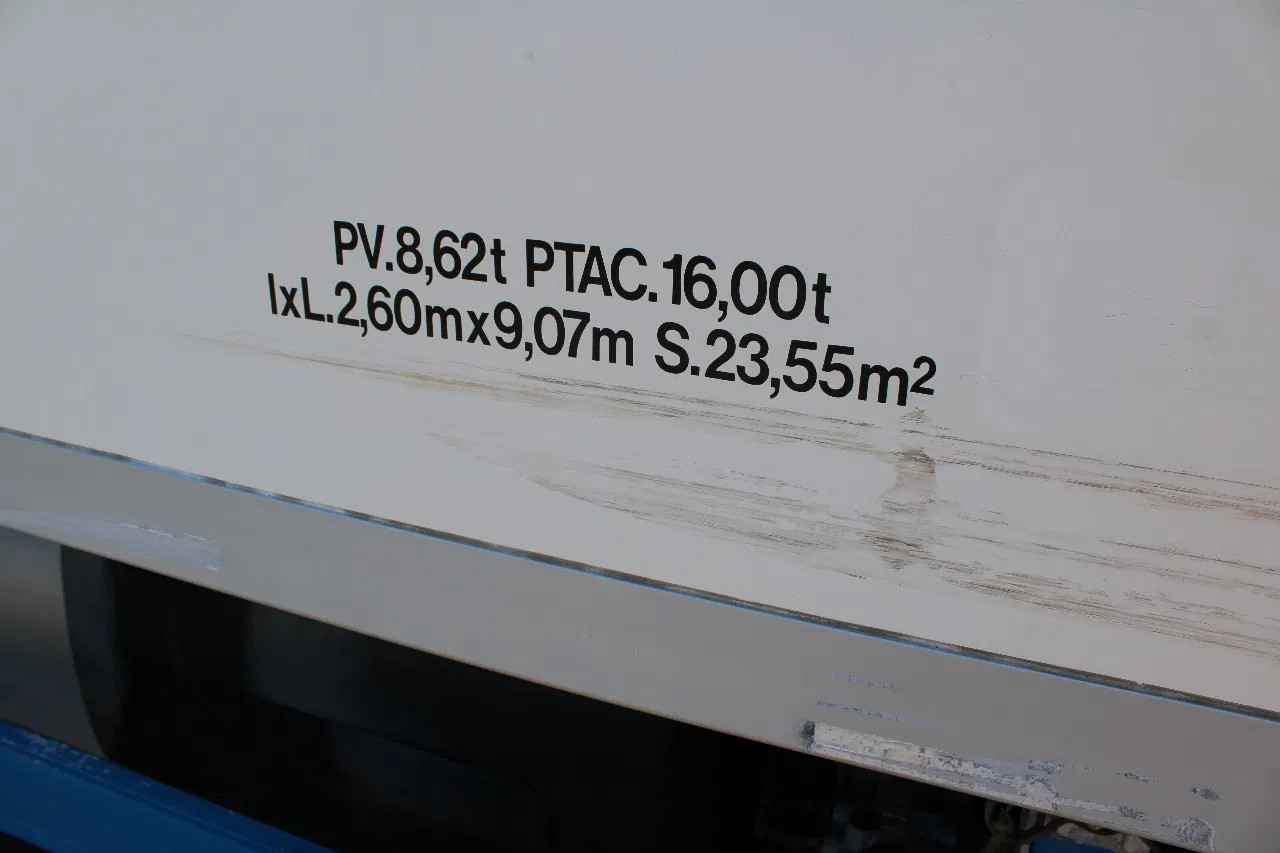 PV.8,62t PTAC.16,00t
lxL.2,60mx9,07m S.23,55m²